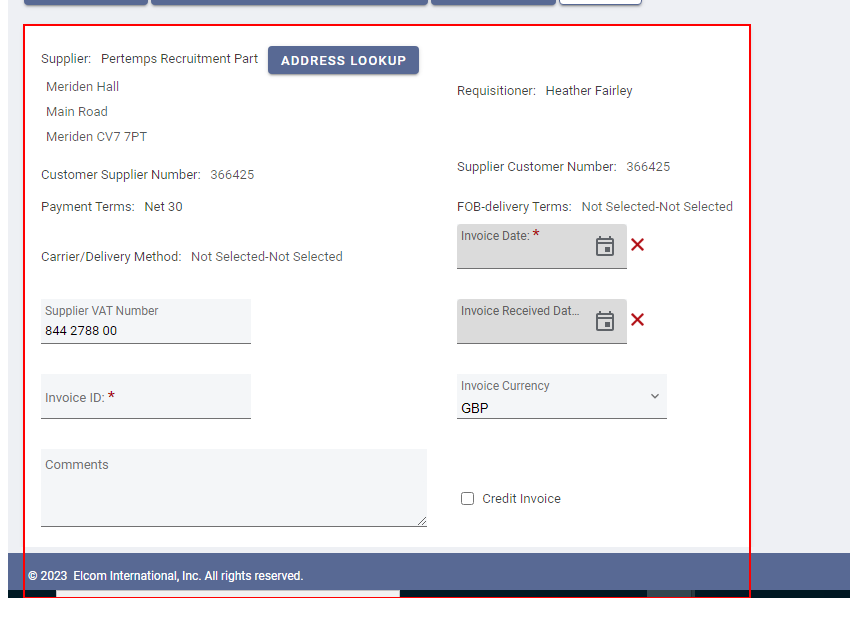 Supplier: Pertemps Recruitment Part ADDRESS LOOKUP
Meriden Hall
Main Road
Meriden CV7 7PT
Requisitioner: Heather Fairley
Customer Supplier Number: 366425
Supplier Customer Number: 366425
Payment Terms: Net 30
FOB-delivery Terms: Not Selected-Not Selected
Carrier/Delivery Method: Not Selected-Not Selected
Invoice Date: *
Supplier VAT Number
844 2788 00
Invoice Received Dat...
Invoice ID: *
Invoice Currency
GBP
Comments
Credit Invoice
© 2023 Elcom International, Inc. All rights reserved.